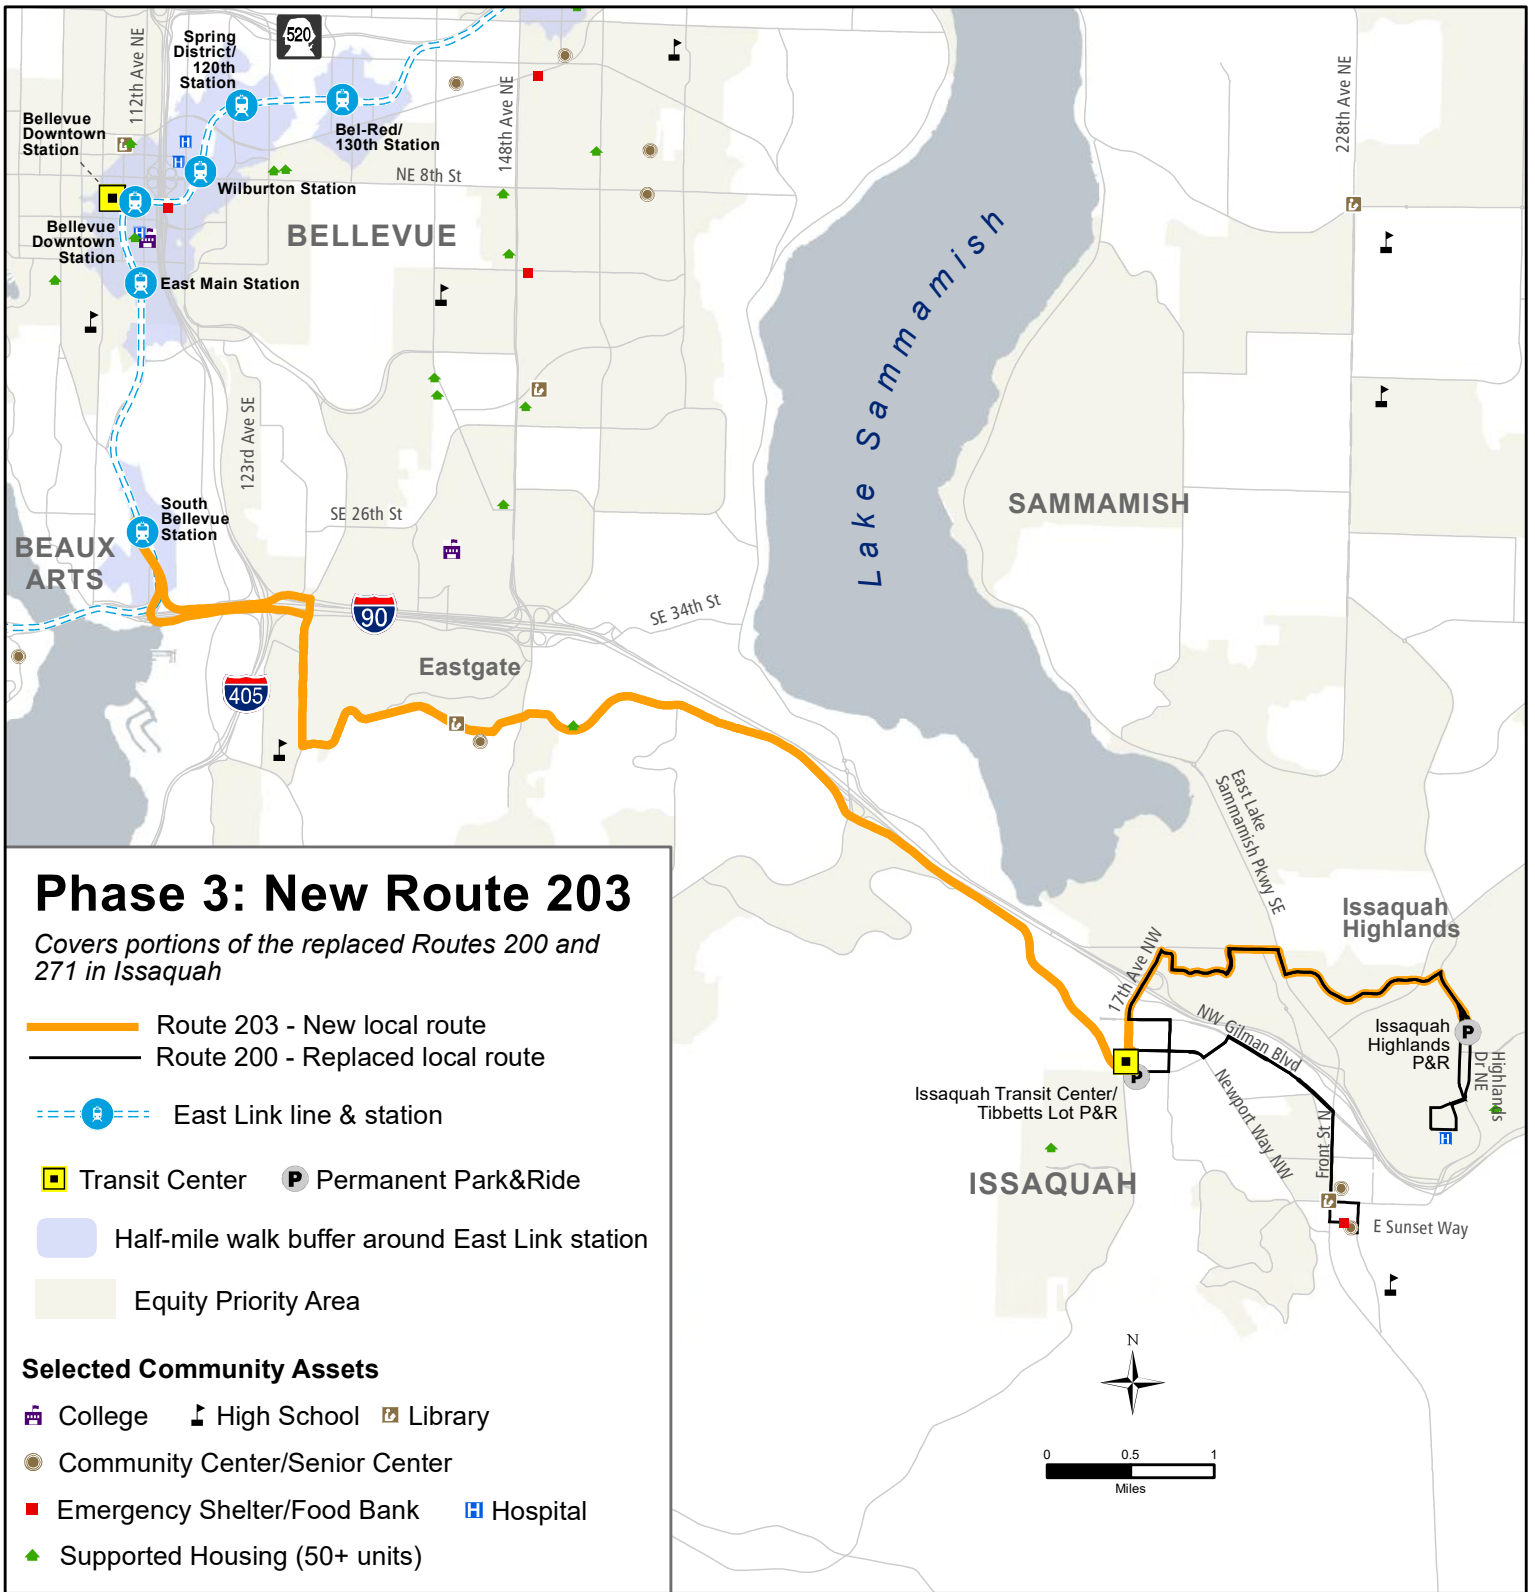 520
112th Ave NE
Spring
District/
120th
Station
Bellevue
Downtown
Station
Bel-Red/
130th Station
148th Ave NE
228th Ave NE
NE 8th St
Wilburton Station
BELLEVUE
Bellevue
Downtown
Station
East Main Station
Lake Sammamish
123rd Ave SE
South
Bellevue
Station
SE 26th St
SAMMAMISH
BEAUX
ARTS
90
SE 34th St
Eastgate
405
East Lake
Sammamish Pkwy SE
Issaquah
Highlands
17th Ave NW
NW Gilman Blvd
Issaquah
Highlands
P&R
P
Highlands
Dr NE
P
Issaquah Transit Center/
Tibbetts Lot P&R
Newport Way NW
Front St N
ISSAQUAH
E Sunset Way
N
0 0.5 1
Miles
Phase 3: New Route 203
Covers portions of the replaced Routes 200 and
271 in Issaquah
Route 203 - New local route
Route 200 - Replaced local route
East Link line & station
Transit Center
P Permanent Park&Ride
Half-mile walk buffer around East Link station
Equity Priority Area
Selected Community Assets
College
High School
Library
Community Center/Senior Center
Emergency Shelter/Food Bank
H Hospital
Supported Housing (50+ units)